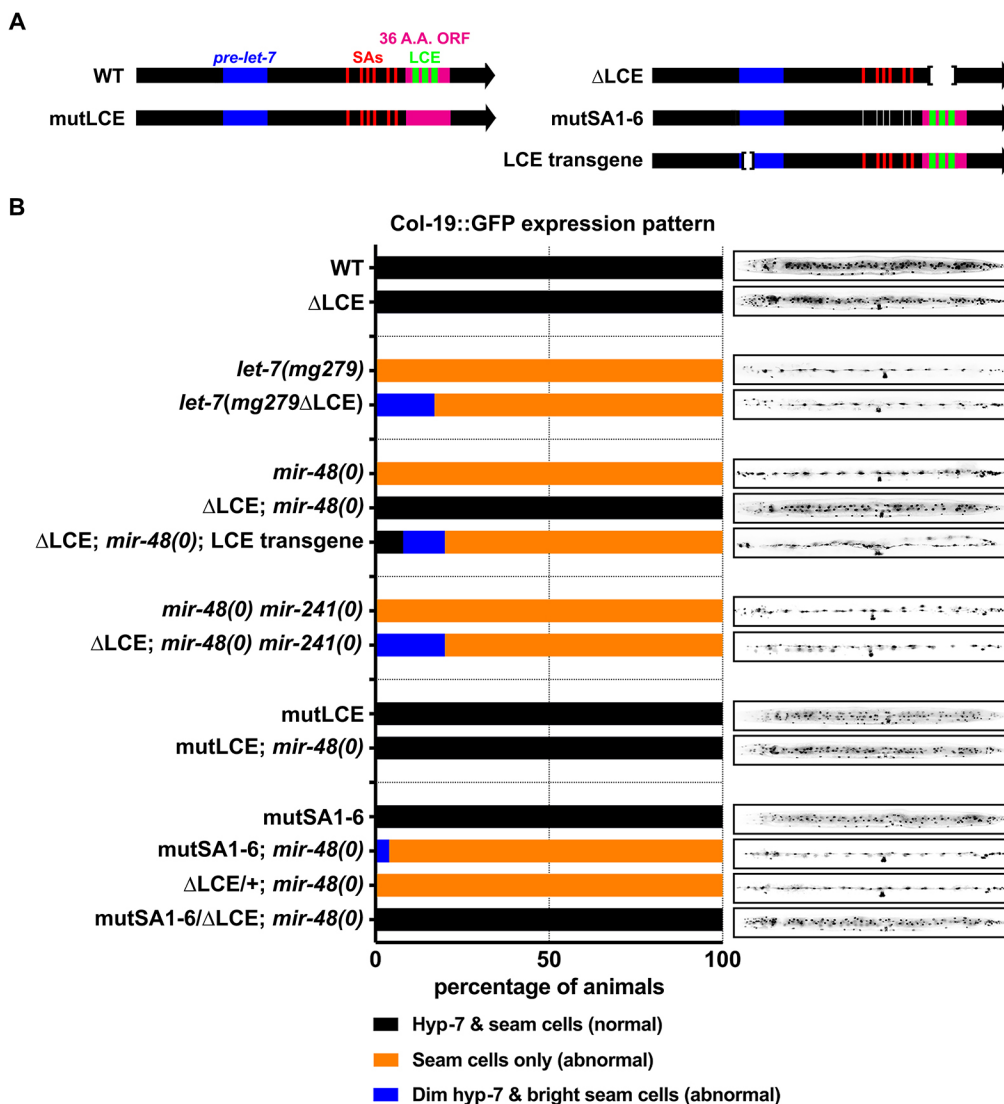 A
36 A.A. ORF
pre-let-7 SAs LCE
WT
mutLCE
ΔLCE
mutSA1-6
LCE transgene
B
Col-19::GFP expression pattern
WT
ΔLCE
let-7(mg279)
let-7(mg279ΔLCE)
mir-48(0)
ΔLCE; mir-48(0)
ΔLCE; mir-48(0); LCE transgene
mir-48(0) mir-241(0)
ΔLCE; mir-48(0) mir-241(0)
mutLCE
mutLCE; mir-48(0)
mutSA1-6
mutSA1-6; mir-48(0)
ΔLCE/+; mir-48(0)
mutSA1-6/ΔLCE; mir-48(0)
0 50 100
percentage of animals
Hyp-7 & seam cells (normal)
Seam cells only (abnormal)
Dim hyp-7 & bright seam cells (abnormal)